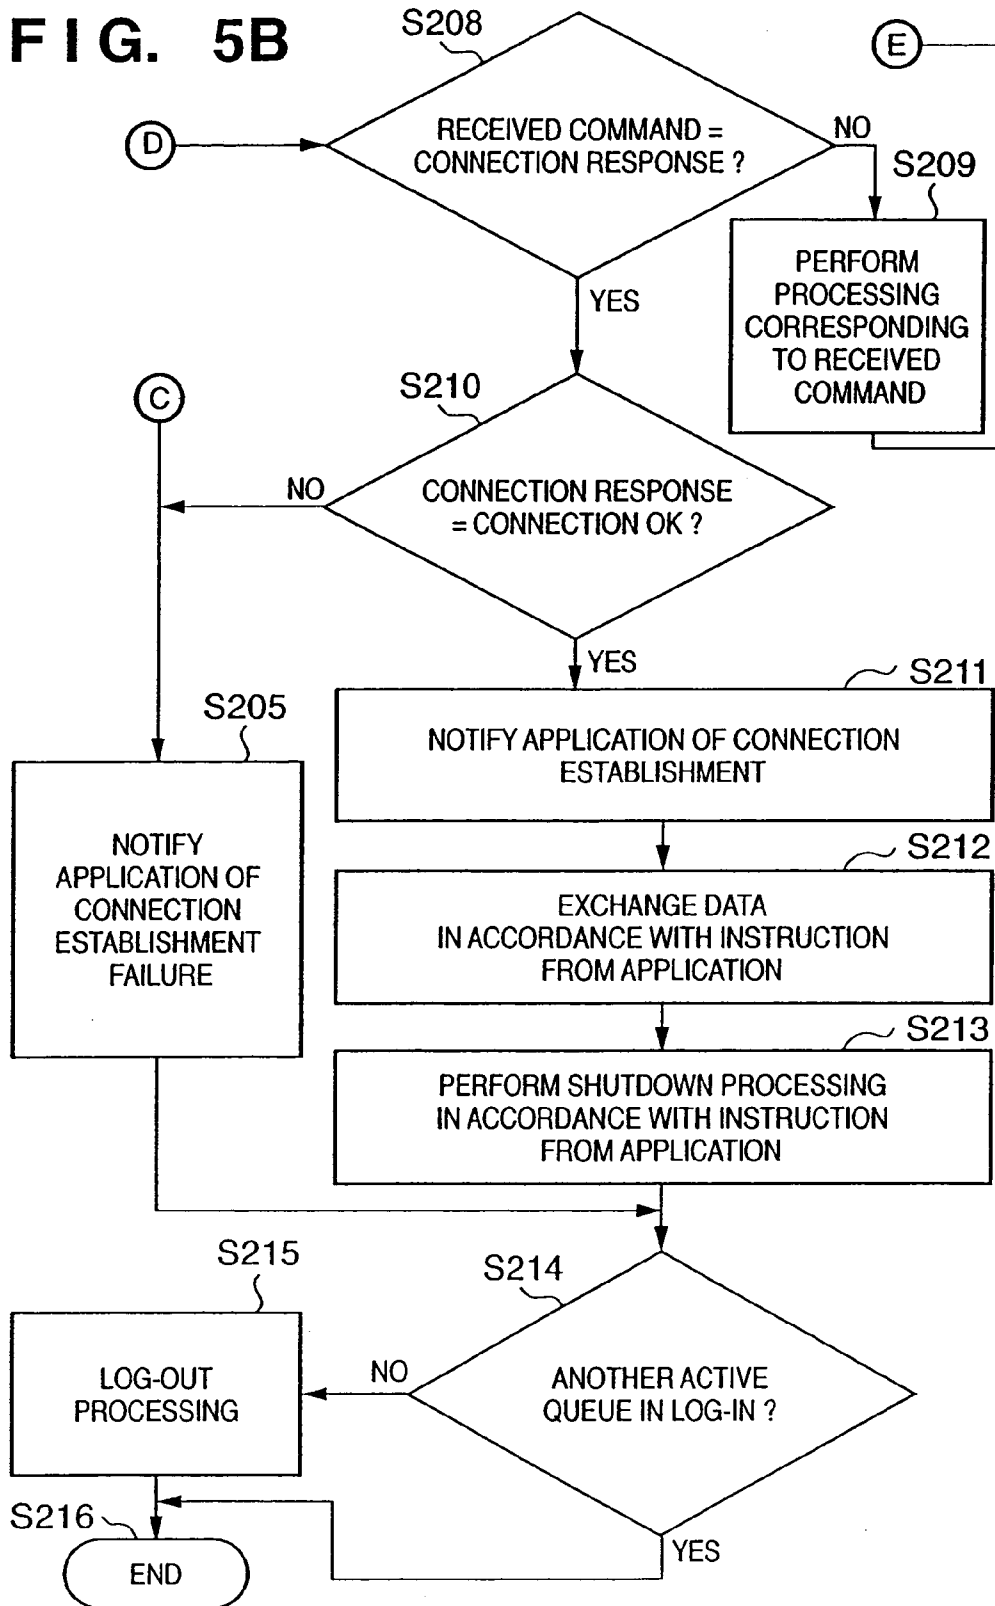 FIG. 5B
S208
E
D
RECEIVED COMMAND =
CONNECTION RESPONSE ?
NO
S209
PERFORM
PROCESSING
CORRESPONDING
TO RECEIVED
COMMAND
YES
C
S210
NO
CONNECTION RESPONSE
= CONNECTION OK ?
YES
S211
S205
NOTIFY APPLICATION OF CONNECTION
ESTABLISHMENT
NOTIFY
APPLICATION OF
CONNECTION
ESTABLISHMENT
FAILURE
S212
EXCHANGE DATA
IN ACCORDANCE WITH INSTRUCTION
FROM APPLICATION
S213
PERFORM SHUTDOWN PROCESSING
IN ACCORDANCE WITH INSTRUCTION
FROM APPLICATION
S215
S214
LOG-OUT
PROCESSING
NO
ANOTHER ACTIVE
QUEUE IN LOG-IN ?
S216
YES
END